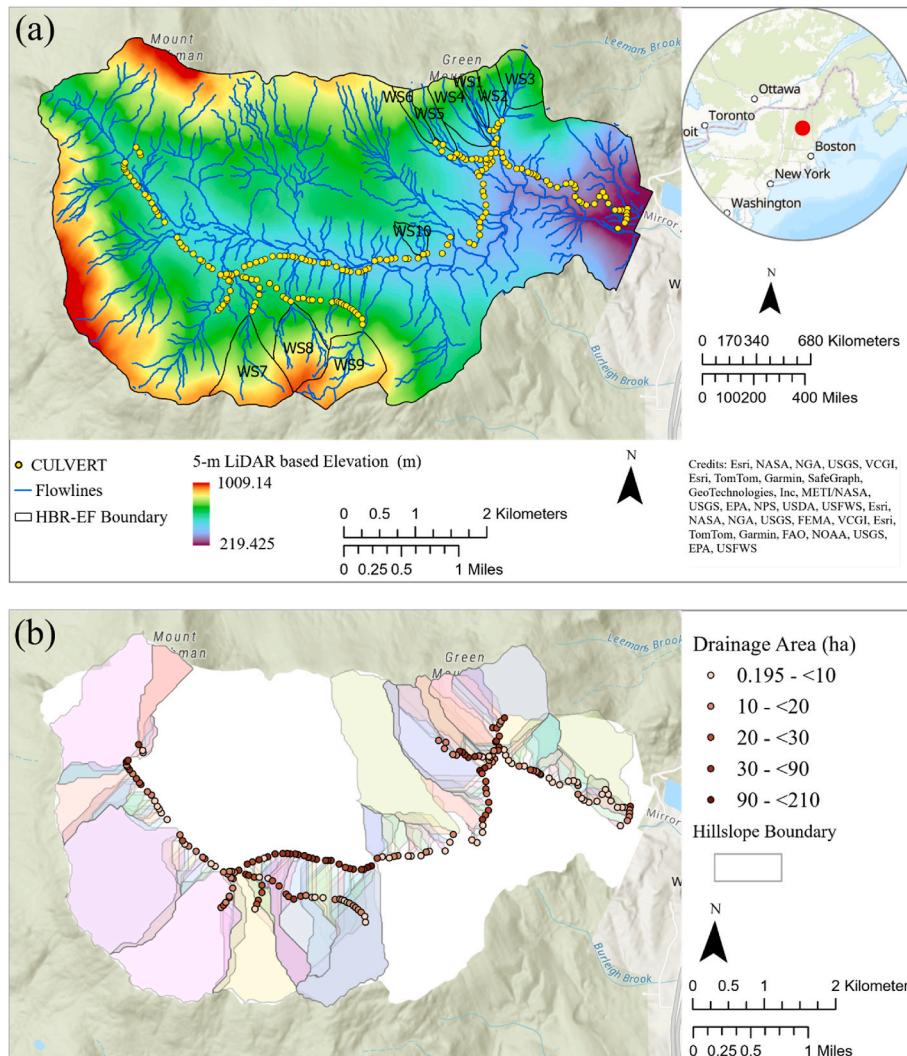 (a)
Mount
man
Green
Leemans Brook
WS6
WS5
WS4
WS1
WS2
WS3
WS10
WS7
WS8
WS9
Mirror
W
Burleigh Brook
Ottawa
Toronto
oit
Boston
New York
Washington
N
0 170340 680 Kilometers
0 100200 400 Miles
CULVERT
Flowlines
HBR-EF Boundary
5-m LiDAR based Elevation (m)
1009.14
219.425
N
0 0.5 1 2 Kilometers
0 0.25 0.5 1 Miles
Credits: Esri, NASA, NGA, USGS, VCGI,
Esri, TomTom, Garmin, SafeGraph,
GeoTechnologies, Inc, METI/NASA,
USGS, EPA, NPS, USDA, USFWS, Esri,
NASA, NGA, USGS, FEMA, VCGI, Esri,
TomTom, Garmin, FAO, NOAA, USGS,
EPA, USFWS
(b)
Mount
man
Green
Leemans Brook
Mirror
W
Burleigh Brook
Drainage Area (ha)
0.195 - <10
10 - <20
20 - <30
30 - <90
90 - <210
Hillslope Boundary
N
0 0.5 1 2 Kilometer
0 0.25 0.5 1 Miles